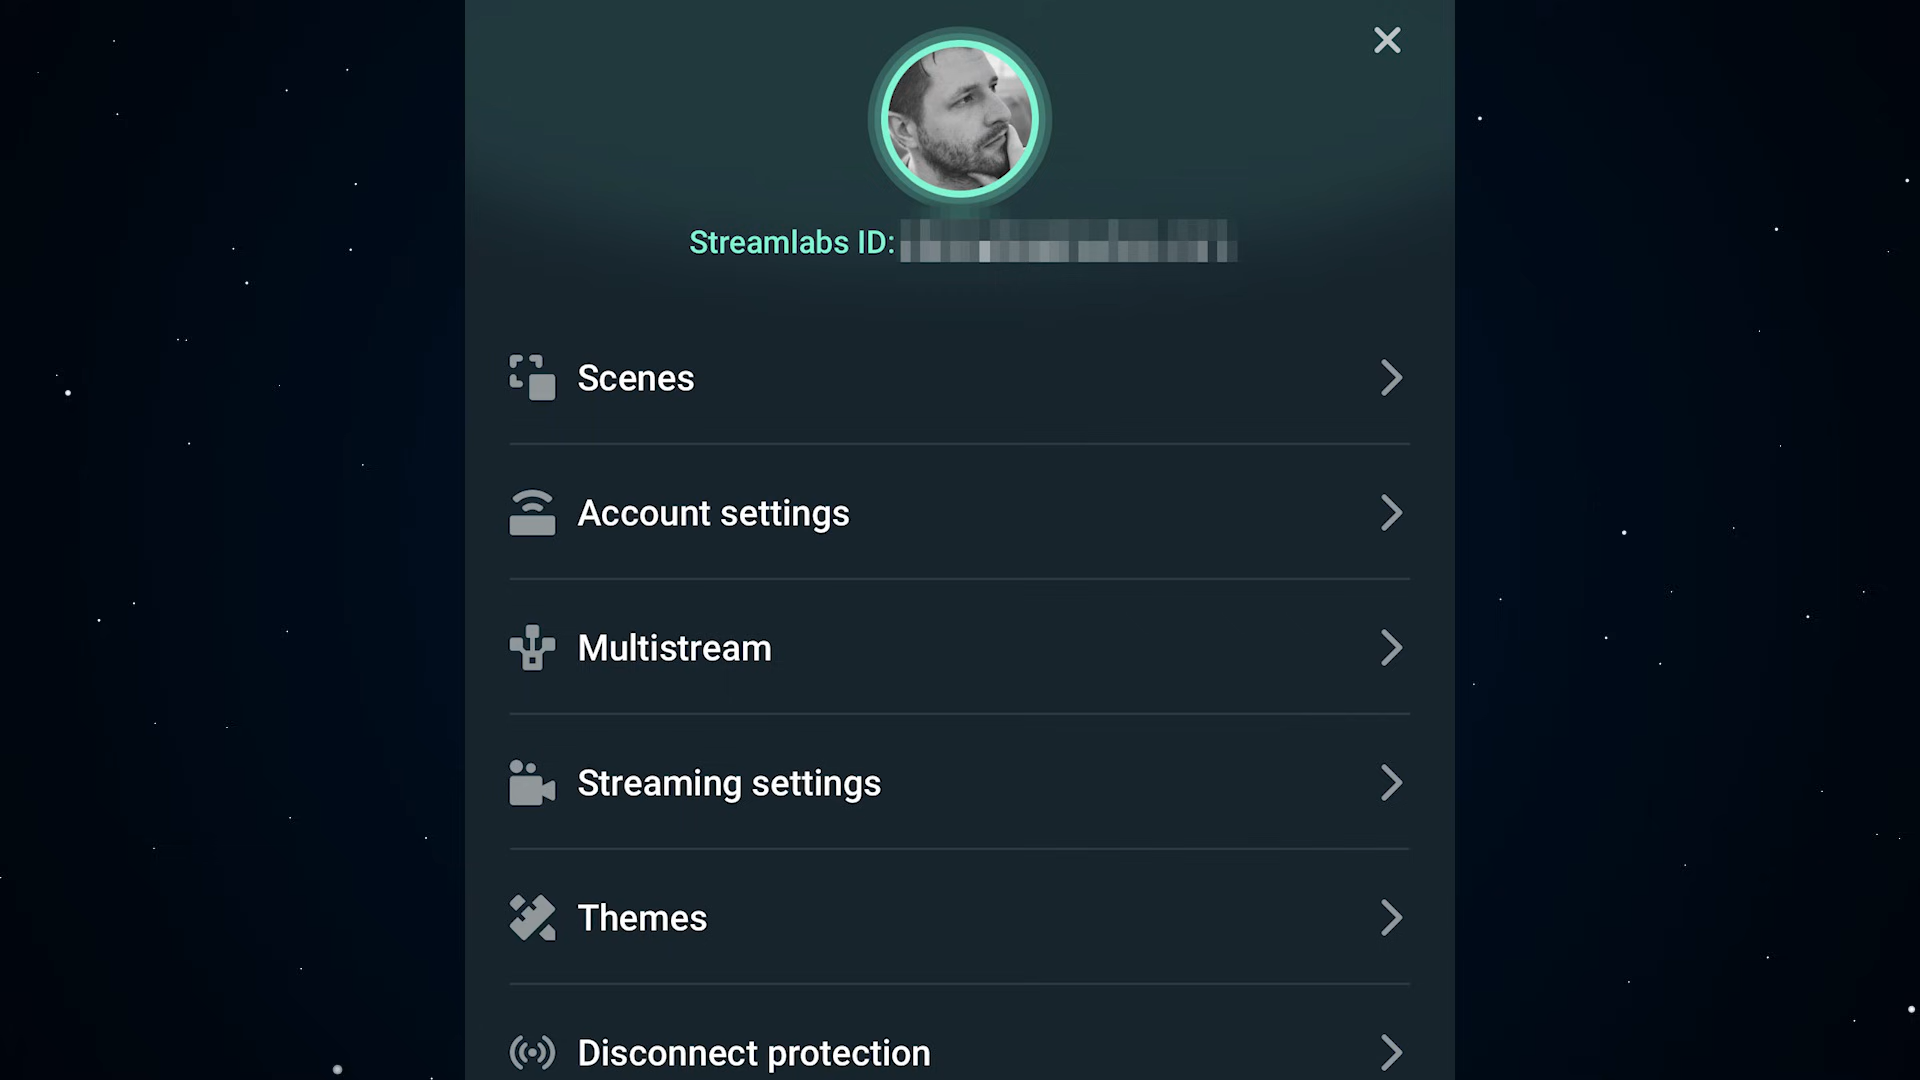 Streamlabs ID:
Scenes
Account settings
Multistream
Streaming settings
Themes
Disconnect protection